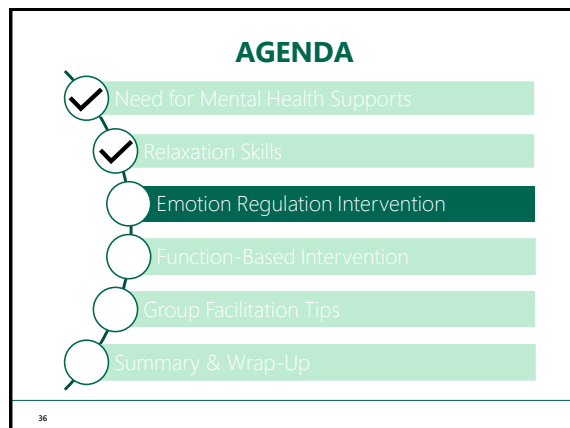 AGENDA
Need for Mental Health Supports
Relaxation Skills
Emotion Regulation Intervention
Function-Based Intervention
Group Facilitation Tips
Summary & Wrap-Up
36